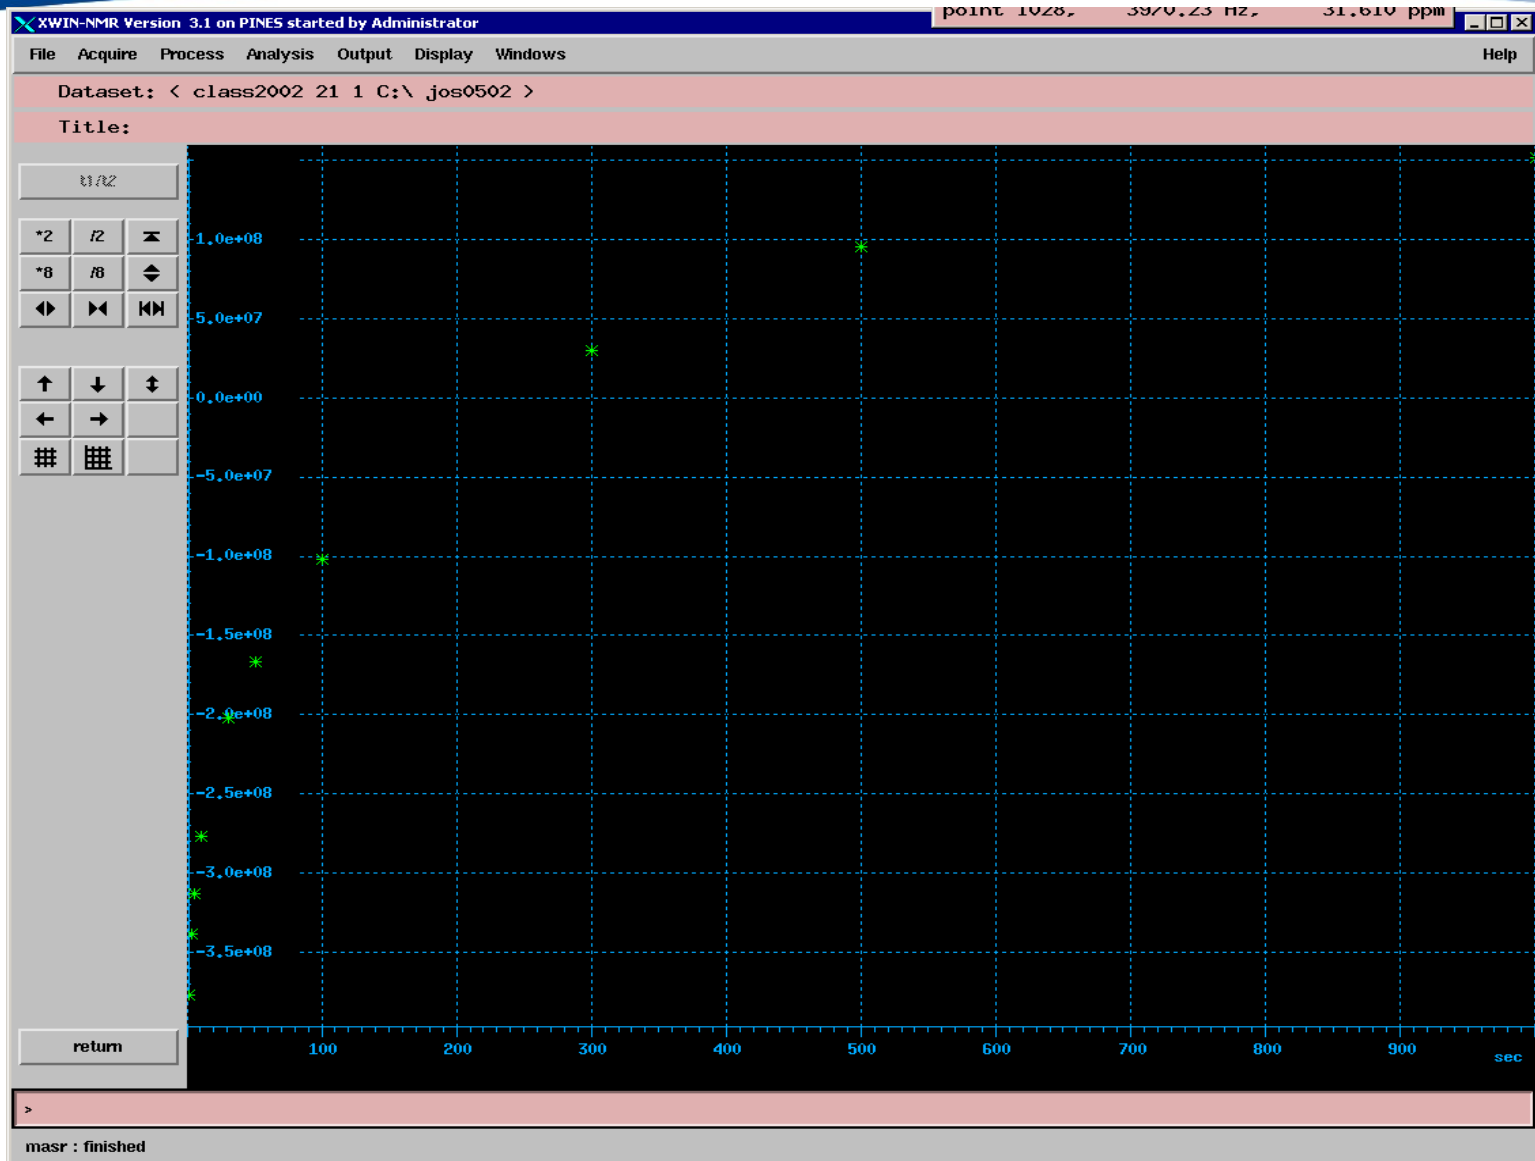 XWIN-NMR Version 3.1 on PINES started by Administrator
point 1028, 3970.23 Hz, 31.610 ppm
File Acquire Process Analysis Output Display Windows Help
Dataset: < class2002 21 1 C:\ jos0502 >
Title:
t1/t2
*2 /2
*8 /8
1.0e+08
5.0e+07
0.0e+00
-5.0e+07
-1.0e+08
-1.5e+08
-2.0e+08
-2.5e+08
-3.0e+08
-3.5e+08
100 200 300 400 500 600 700 800 900 sec
return
>
masr : finished